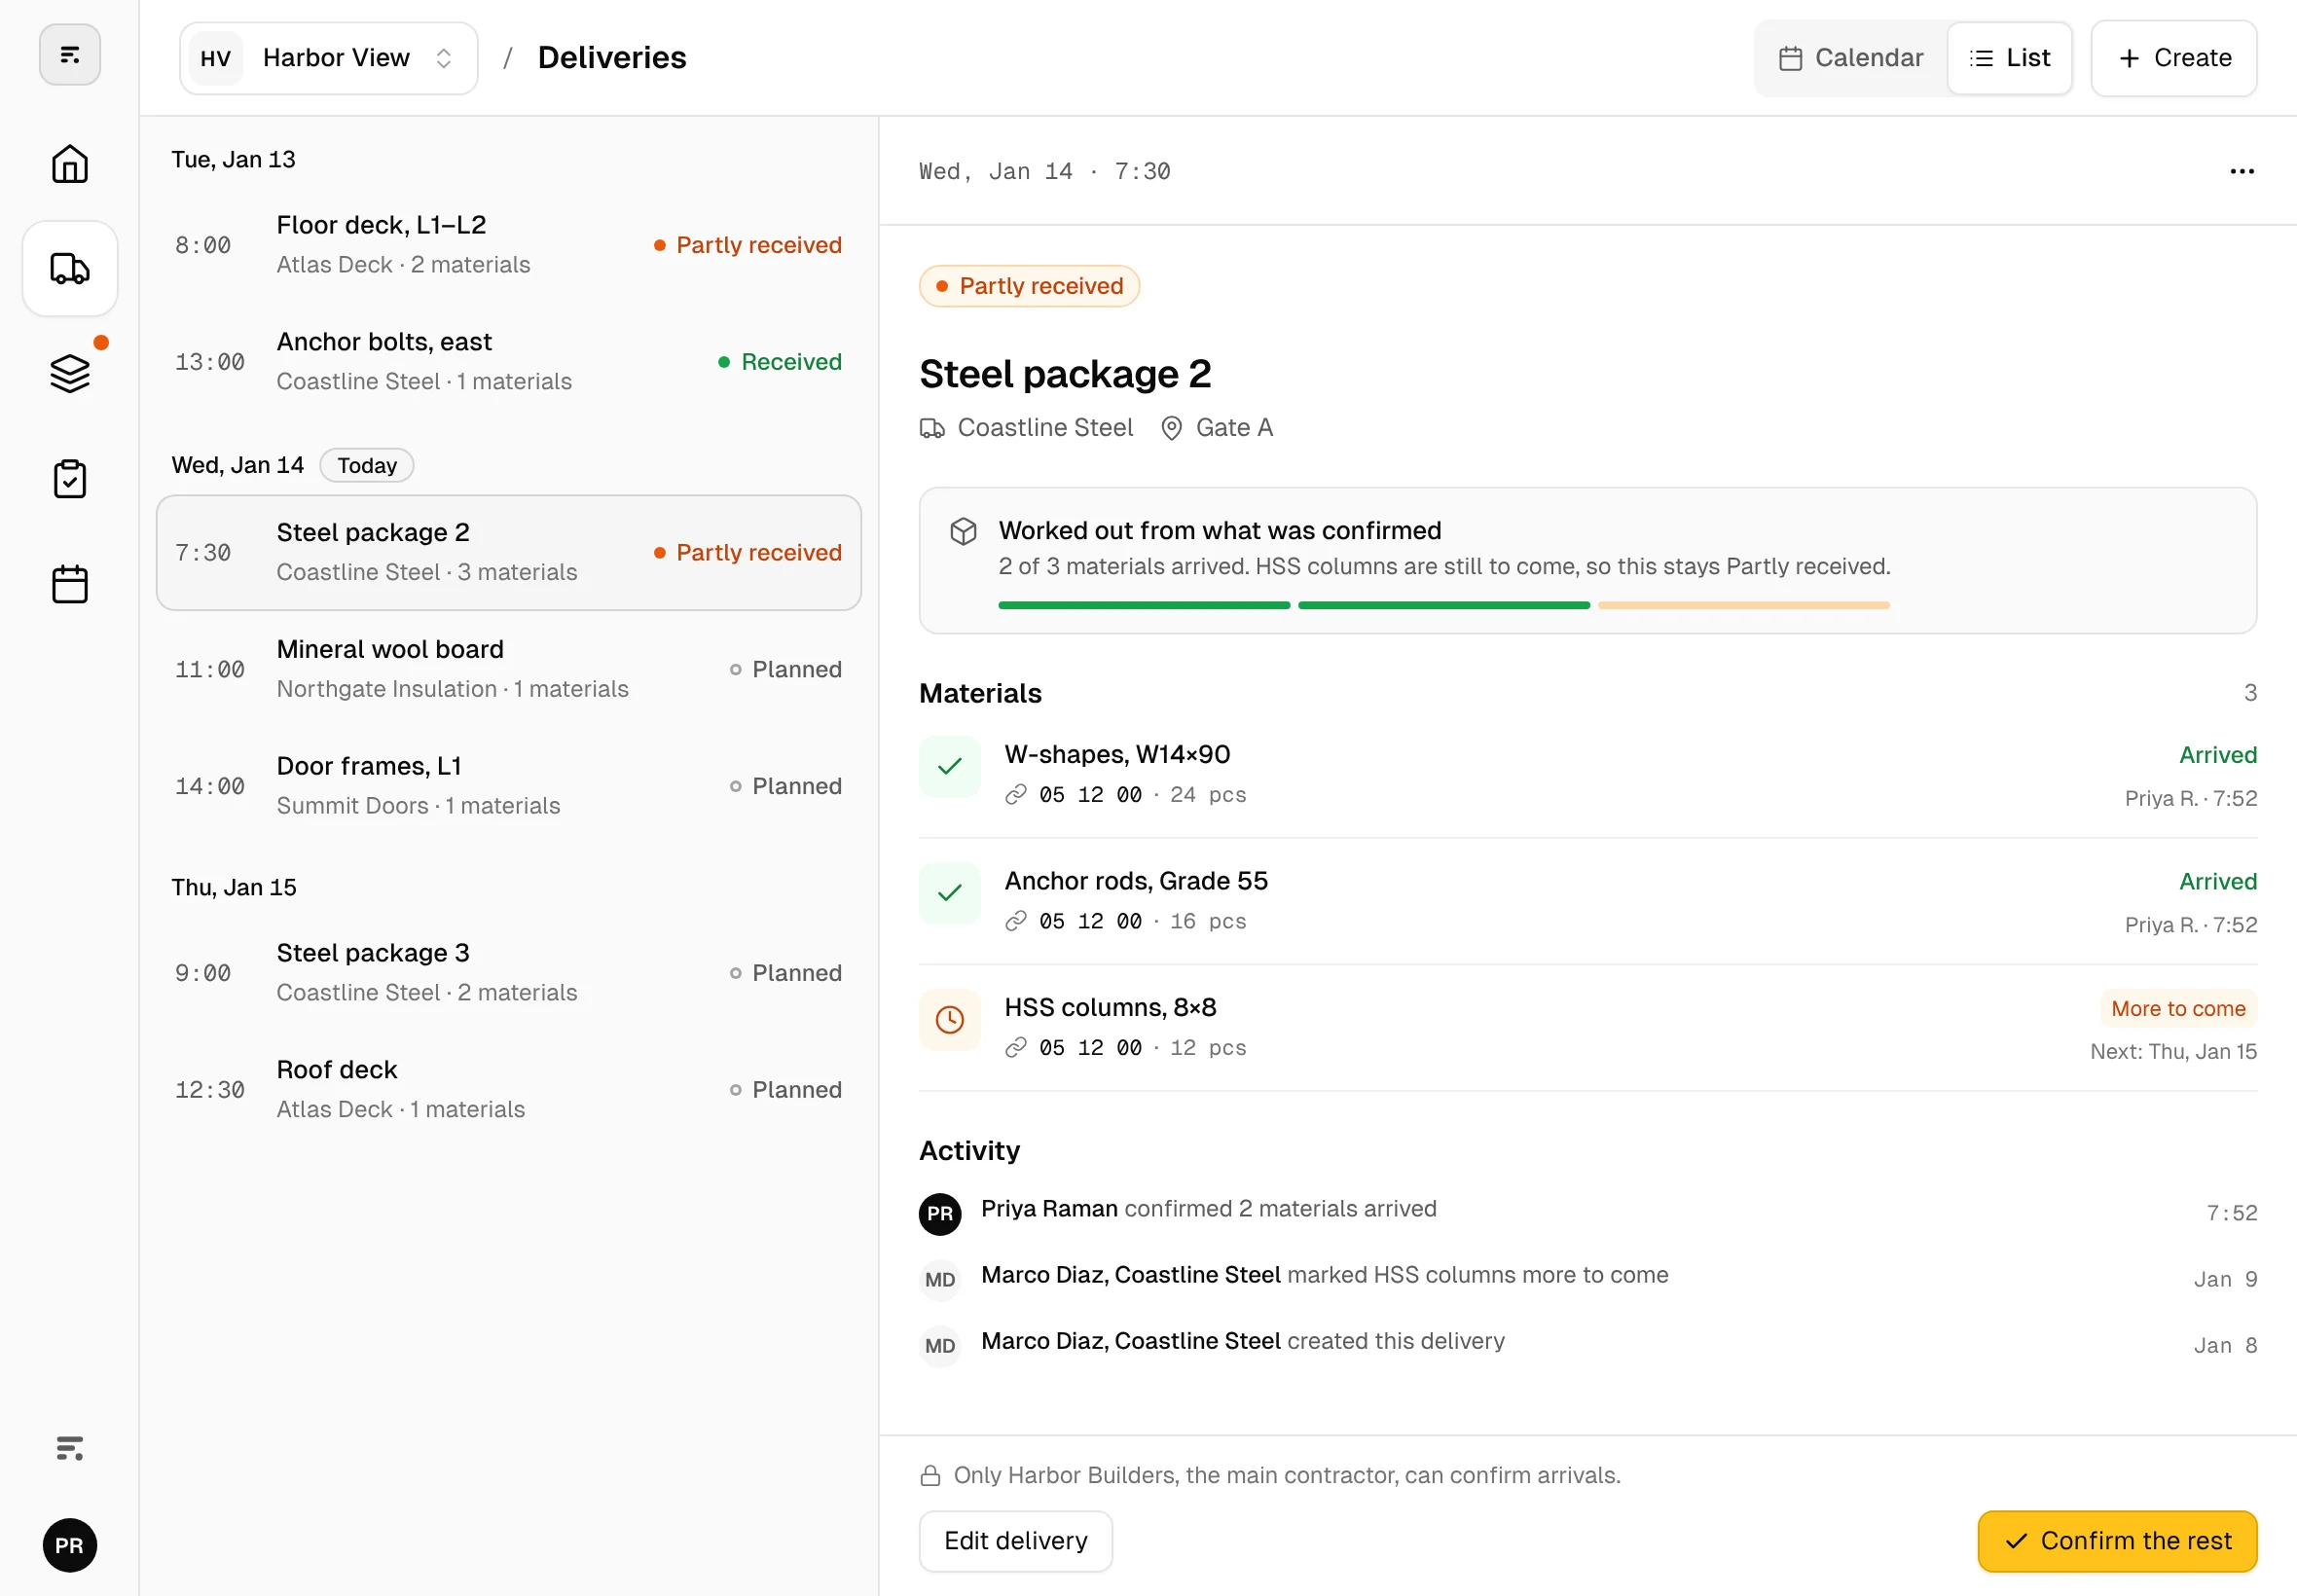 HV Harbor View / Deliveries
Calendar List + Create
Tue, Jan 13
8:00 Floor deck, L1–L2
Atlas Deck · 2 materials
Partly received
13:00 Anchor bolts, east
Coastline Steel · 1 materials
Received
Wed, Jan 14 Today
7:30 Steel package 2
Coastline Steel · 3 materials
Partly received
11:00 Mineral wool board
Northgate Insulation · 1 materials
Planned
14:00 Door frames, L1
Summit Doors · 1 materials
Planned
Thu, Jan 15
9:00 Steel package 3
Coastline Steel · 2 materials
Planned
12:30 Roof deck
Atlas Deck · 1 materials
Planned
PR
Wed, Jan 14 · 7:30
Partly received
Steel package 2
Coastline Steel Gate A
Worked out from what was confirmed
2 of 3 materials arrived. HSS columns are still to come, so this stays Partly received.
Materials 3
W-shapes, W14×90 Arrived
05 12 00 · 24 pcs Priya R. · 7:52
Anchor rods, Grade 55 Arrived
05 12 00 · 16 pcs Priya R. · 7:52
HSS columns, 8×8 More to come
05 12 00 · 12 pcs Next: Thu, Jan 15
Activity
PR Priya Raman confirmed 2 materials arrived 7:52
MD Marco Diaz, Coastline Steel marked HSS columns more to come Jan 9
MD Marco Diaz, Coastline Steel created this delivery Jan 8
Only Harbor Builders, the main contractor, can confirm arrivals.
Edit delivery Confirm the rest